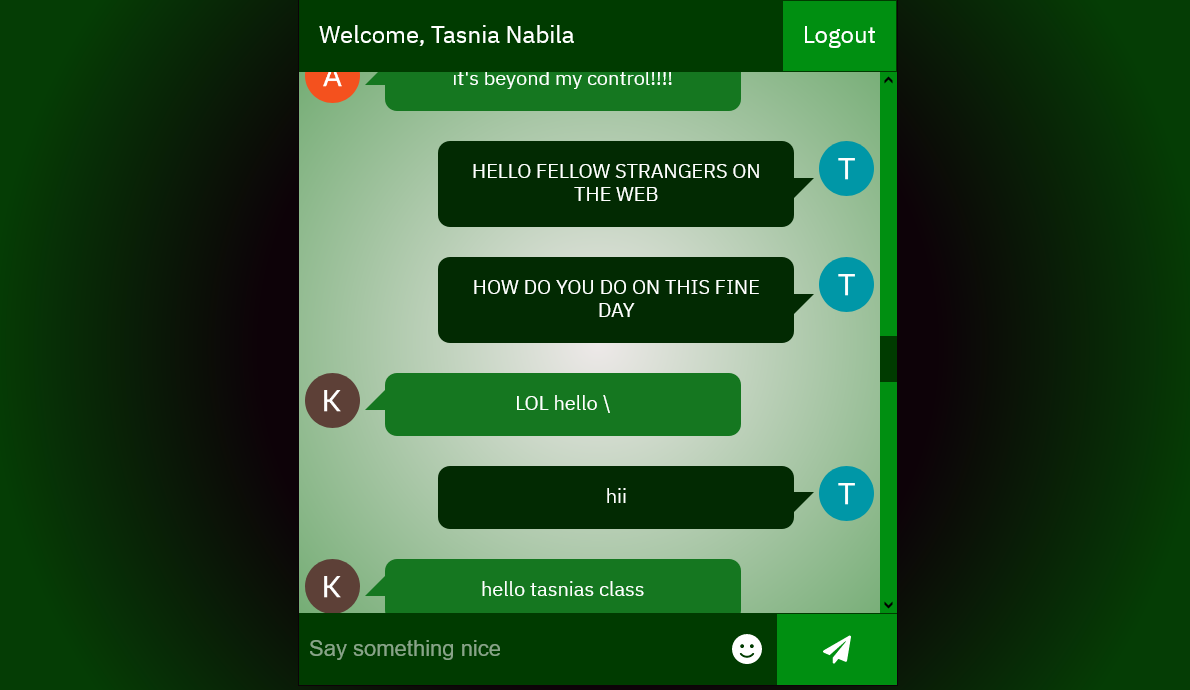 Welcome, Tasnia Nabila
Logout
A
it's beyond my control!!!!
HELLO FELLOW STRANGERS ON
THE WEB
T
HOW DO YOU DO ON THIS FINE
DAY
T
K
LOL hello \
hii
T
K
hello tasnias class
Say something nice